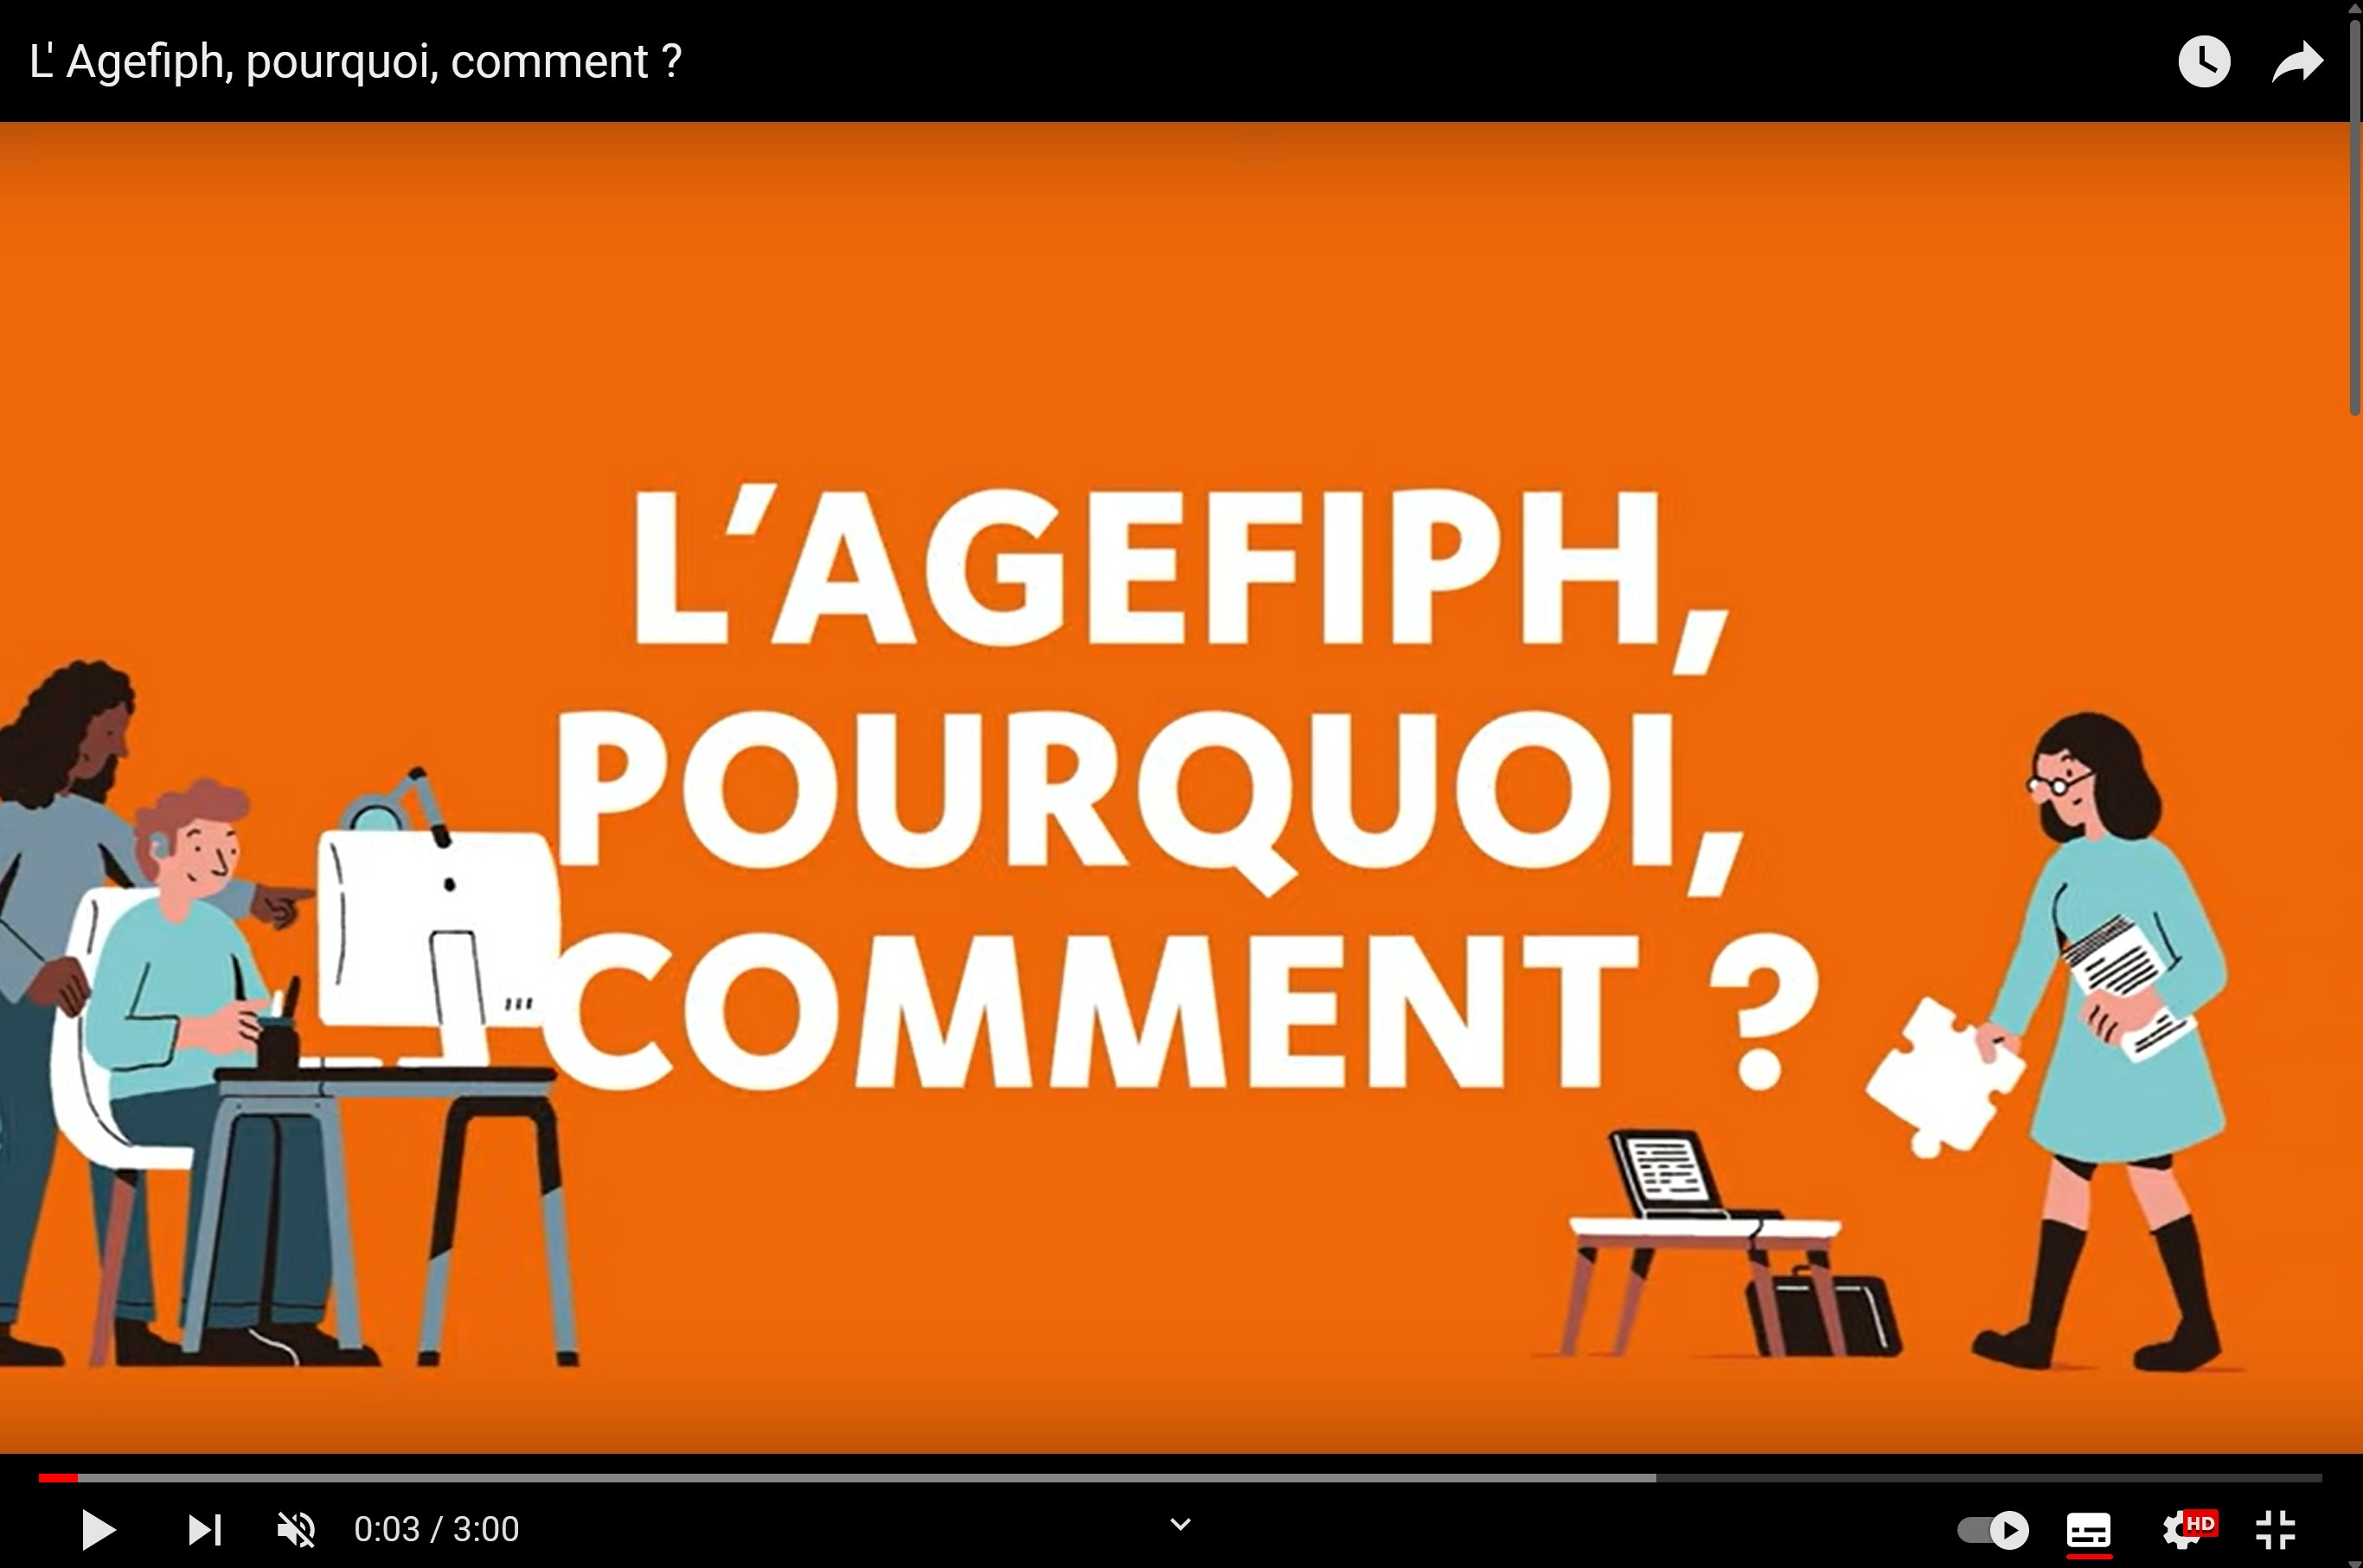 L' Agefiph, pourquoi, comment ?
L’AGEFIPH,
POURQUOI,
COMMENT ?
0:03 / 3:00
HD